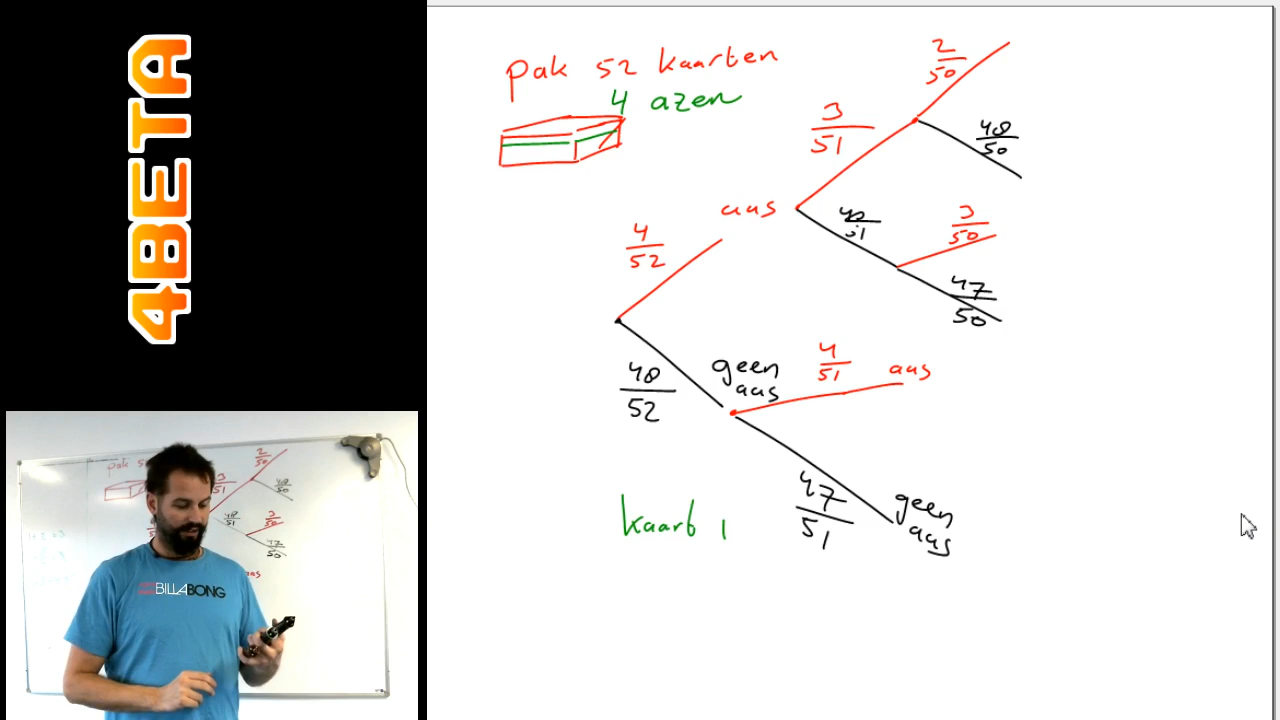 4BETA
pak 52 kaarten
4 azen
2
50
3
51
48
50
aas
48
51
3
50
4
52
47
50
geen
aas
4
51
aas
48
52
47
51
geen
aas
kaart 1
BILLABONG